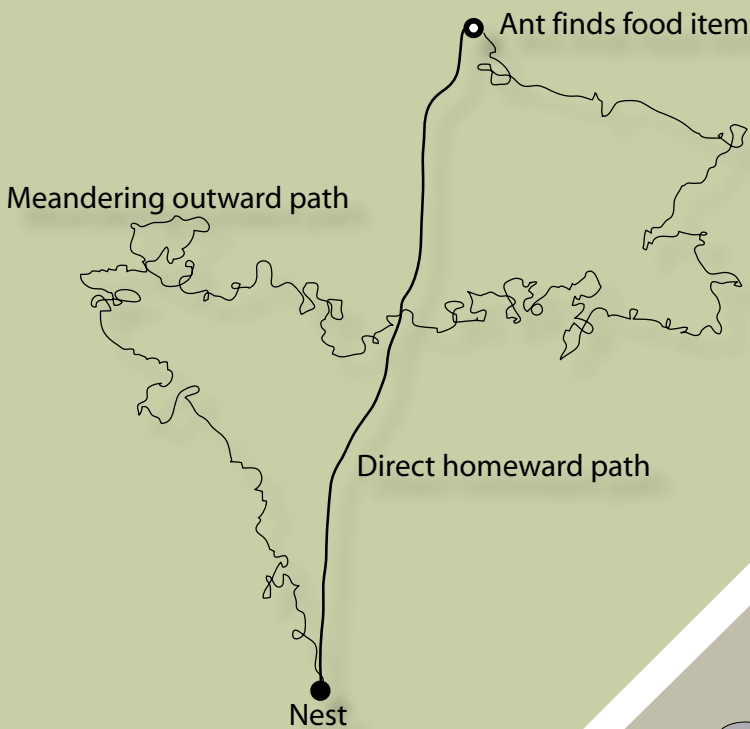 Ant finds food item
Meandering outward path
Direct homeward path
Nest